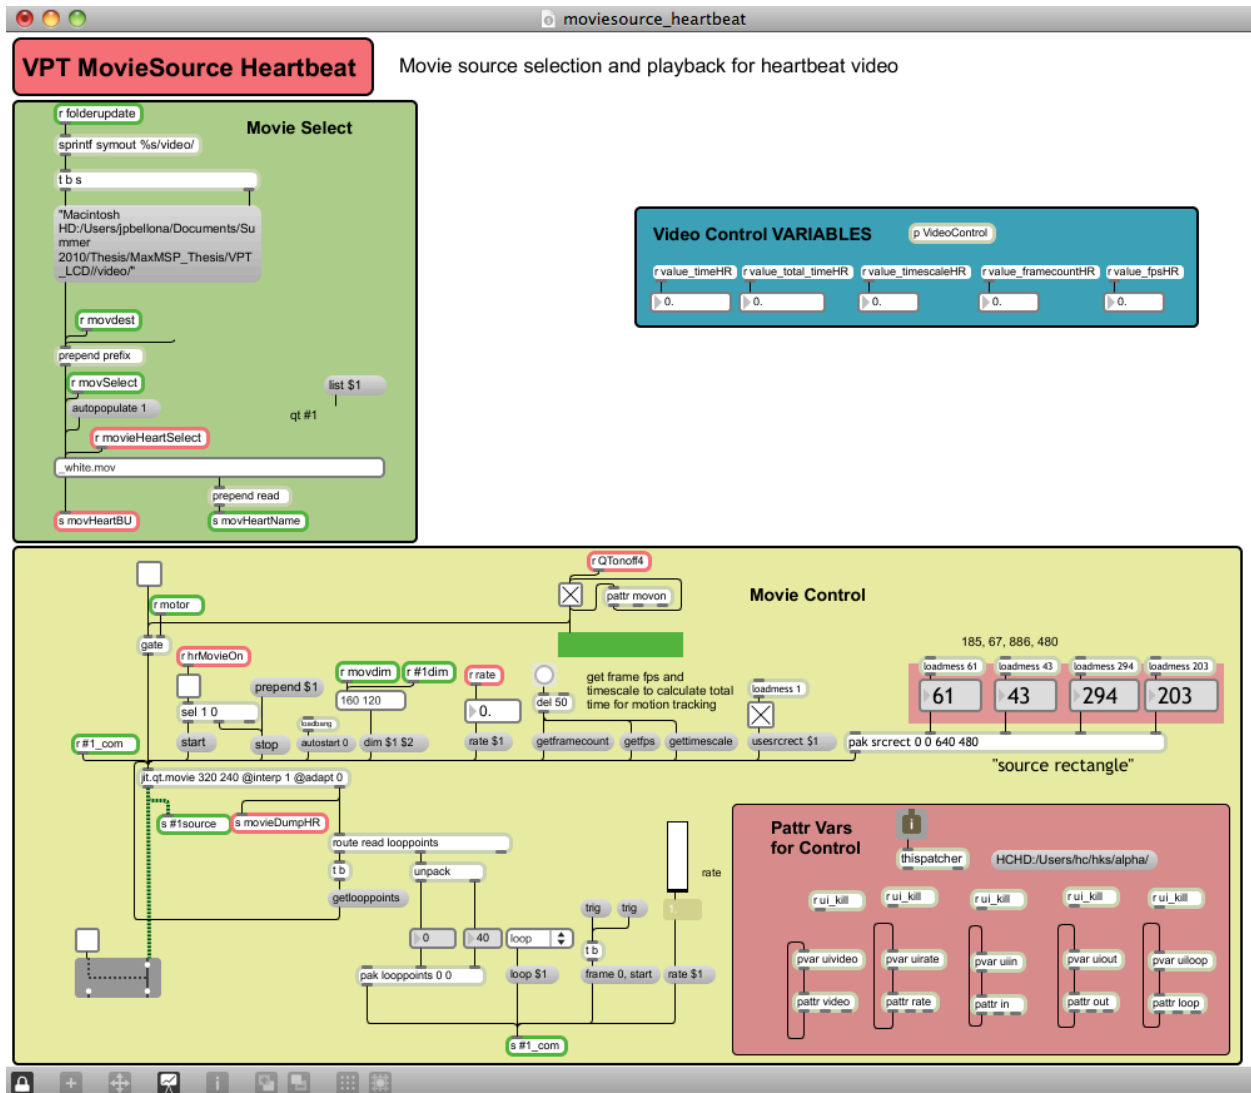 moviesource_heartbeat
VPT MovieSource Heartbeat
Movie source selection and playback for heartbeat video
r folderupdate
Movie Select
sprintf symout %s/video/
t b s
"Macintosh
HD:/Users/jpbellona/Documents/Su
mmer
2010/Thesis/MaxMSP_Thesis/VPT
_LCD//video/"
r movdest
prepend prefix
r movSelect
list $1
autopopulate 1
qt #1
r movieHeartSelect
_white.mov
prepend read
s movHeartBU
s movHeartName
Video Control VARIABLES
p VideoControl
r value_timeHR
r value_total_timeHR
r value_timescaleHR
r value_framecountHR
r value_fpsHR
0.
0.
0.
0.
0.
r QTonoff4
pattr movon
Movie Control
r motor
gate
r hrMovieOn
prepend $1
sel 1 0
loadbang
r #1_com
start
stop
autostart 0
r movdim
r #1dim
160 120
dim $1 $2
r rate
0.
rate $1
del 50
get frame fps and
timescale to calculate total
time for motion tracking
getframecount
getfps
gettimescale
loadmess 1
usesrcrect $1
185, 67, 886, 480
loadmess 61
loadmess 43
loadmess 294
loadmess 203
61
43
294
203
pak srcrect 0 0 640 480
"source rectangle"
jit.qt.movie 320 240 @interp 1 @adapt 0
s #1source
s movieDumpHR
route read looppoints
t b
unpack
getlooppoints
0
40
loop
pak looppoints 0 0
loop $1
trig
trig
t b
frame 0, start
rate
1.
rate $1
s #1_com
Pattr Vars
for Control
thispatcher
HCHD:/Users/hc/hks/alpha/
r ui_kill
r ui_kill
r ui_kill
r ui_kill
r ui_kill
pvar uivideo
pvar uirate
pvar uiin
pvar uiout
pvar uiloop
pattr video
pattr rate
pattr in
pattr out
pattr loop